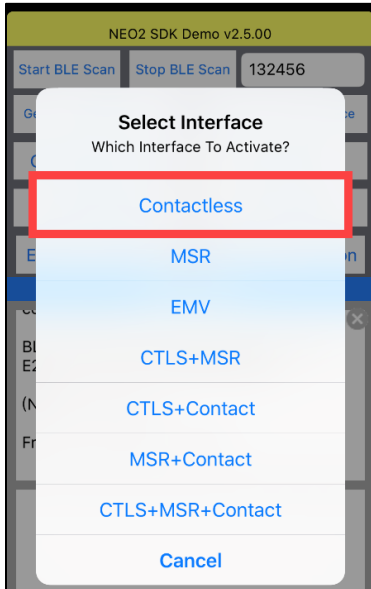 NEO2 SDK Demo v2.5.00
Start BLE Scan Stop BLE Scan 132456
Select Interface
Which Interface To Activate?
Contactless
MSR
EMV
CTLS+MSR
CTLS+Contact
MSR+Contact
CTLS+MSR+Contact
Cancel